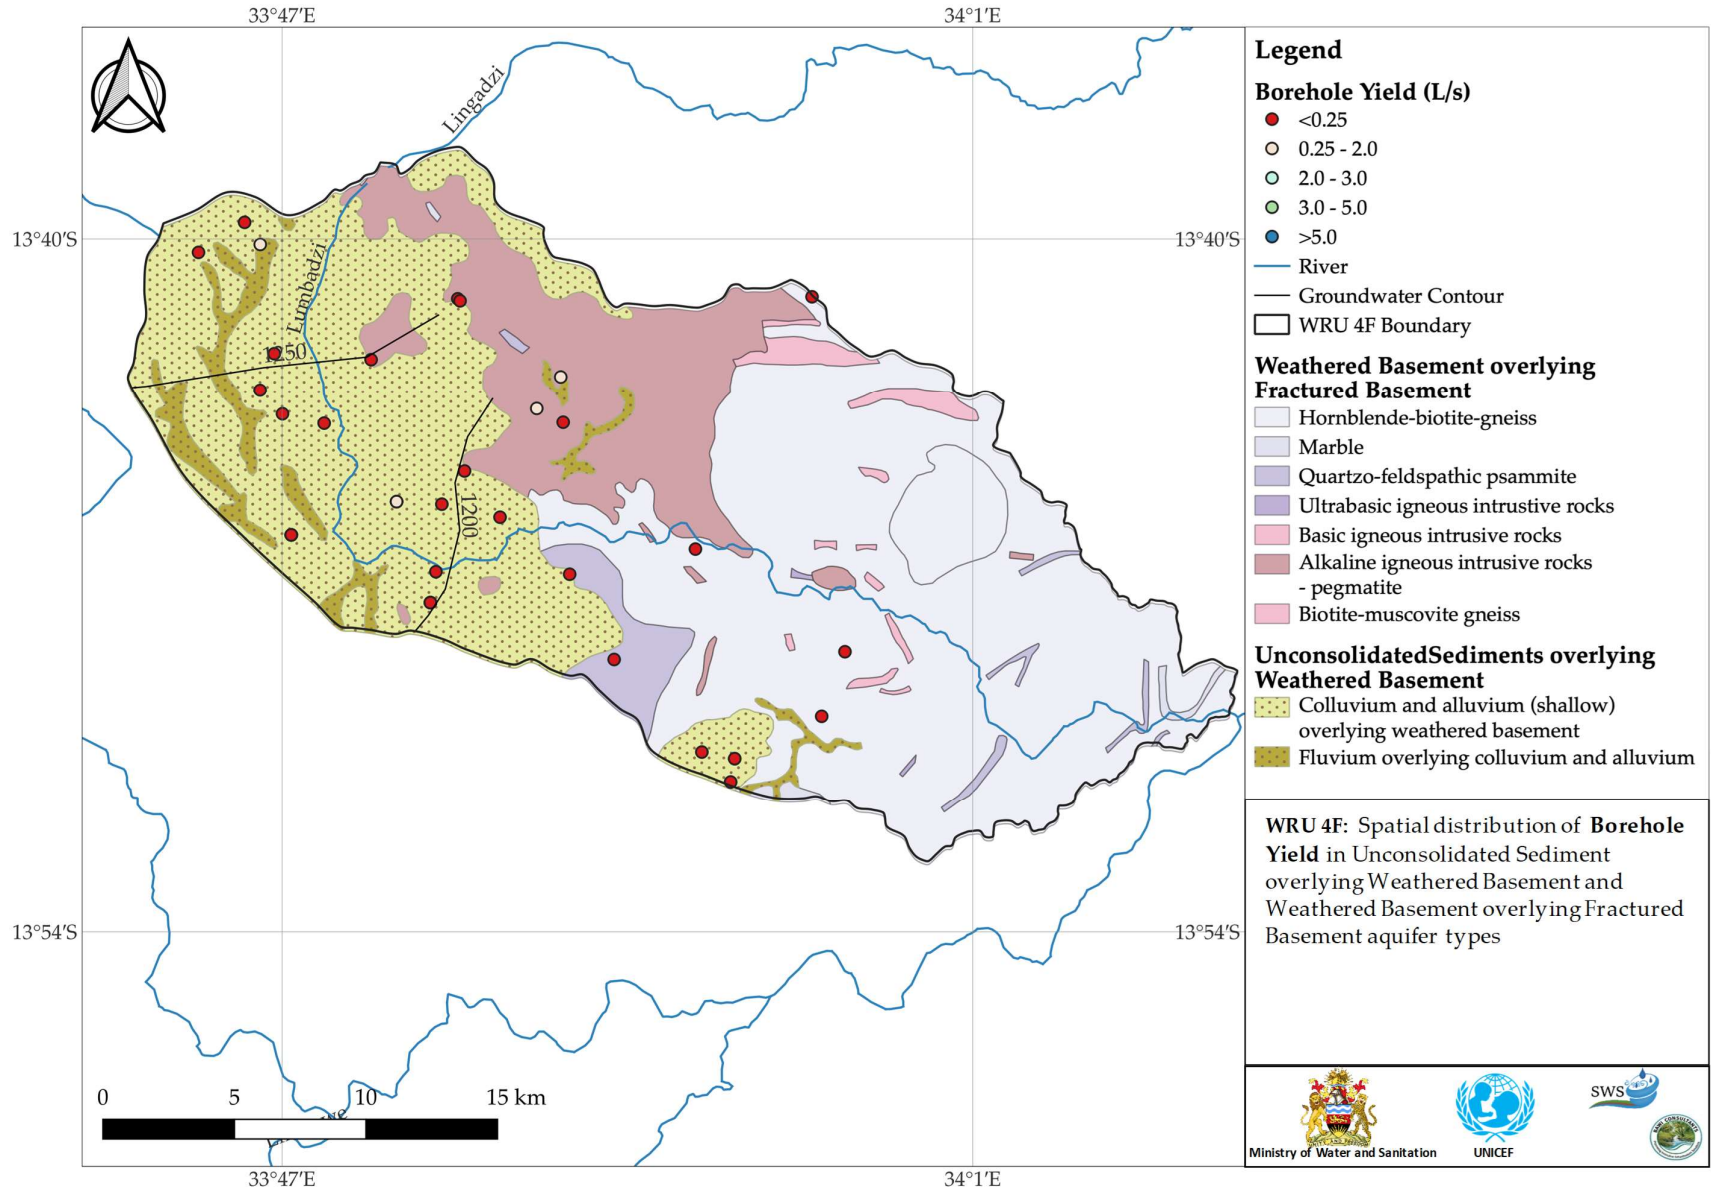 33°47′E
34°1′E
Lingadzi
13°40′S
13°40′S
Lumbadzi
1250
1200
13°54′S
13°54′S
0 5 10 15 km
33°47′E
34°1′E
Legend
Borehole Yield (L/s)
<0.25
0.25 - 2.0
2.0 - 3.0
3.0 - 5.0
>5.0
River
Groundwater Contour
WRU 4F Boundary
Weathered Basement overlying
Fractured Basement
Hornblende-biotite-gneiss
Marble
Quartzo-feldspathic psammite
Ultrabasic igneous intrustive rocks
Basic igneous intrusive rocks
Alkaline igneous intrusive rocks
- pegmatite
Biotite-muscovite gneiss
UnconsolidatedSediments overlying
Weathered Basement
Colluvium and alluvium (shallow)
overlying weathered basement
Fluvium overlying colluvium and alluvium
WRU 4F: Spatial distribution of Borehole
Yield in Unconsolidated Sediment
overlying Weathered Basement and
Weathered Basement overlying Fractured
Basement aquifer types
SWS
Ministry of Water and Sanitation
UNICEF